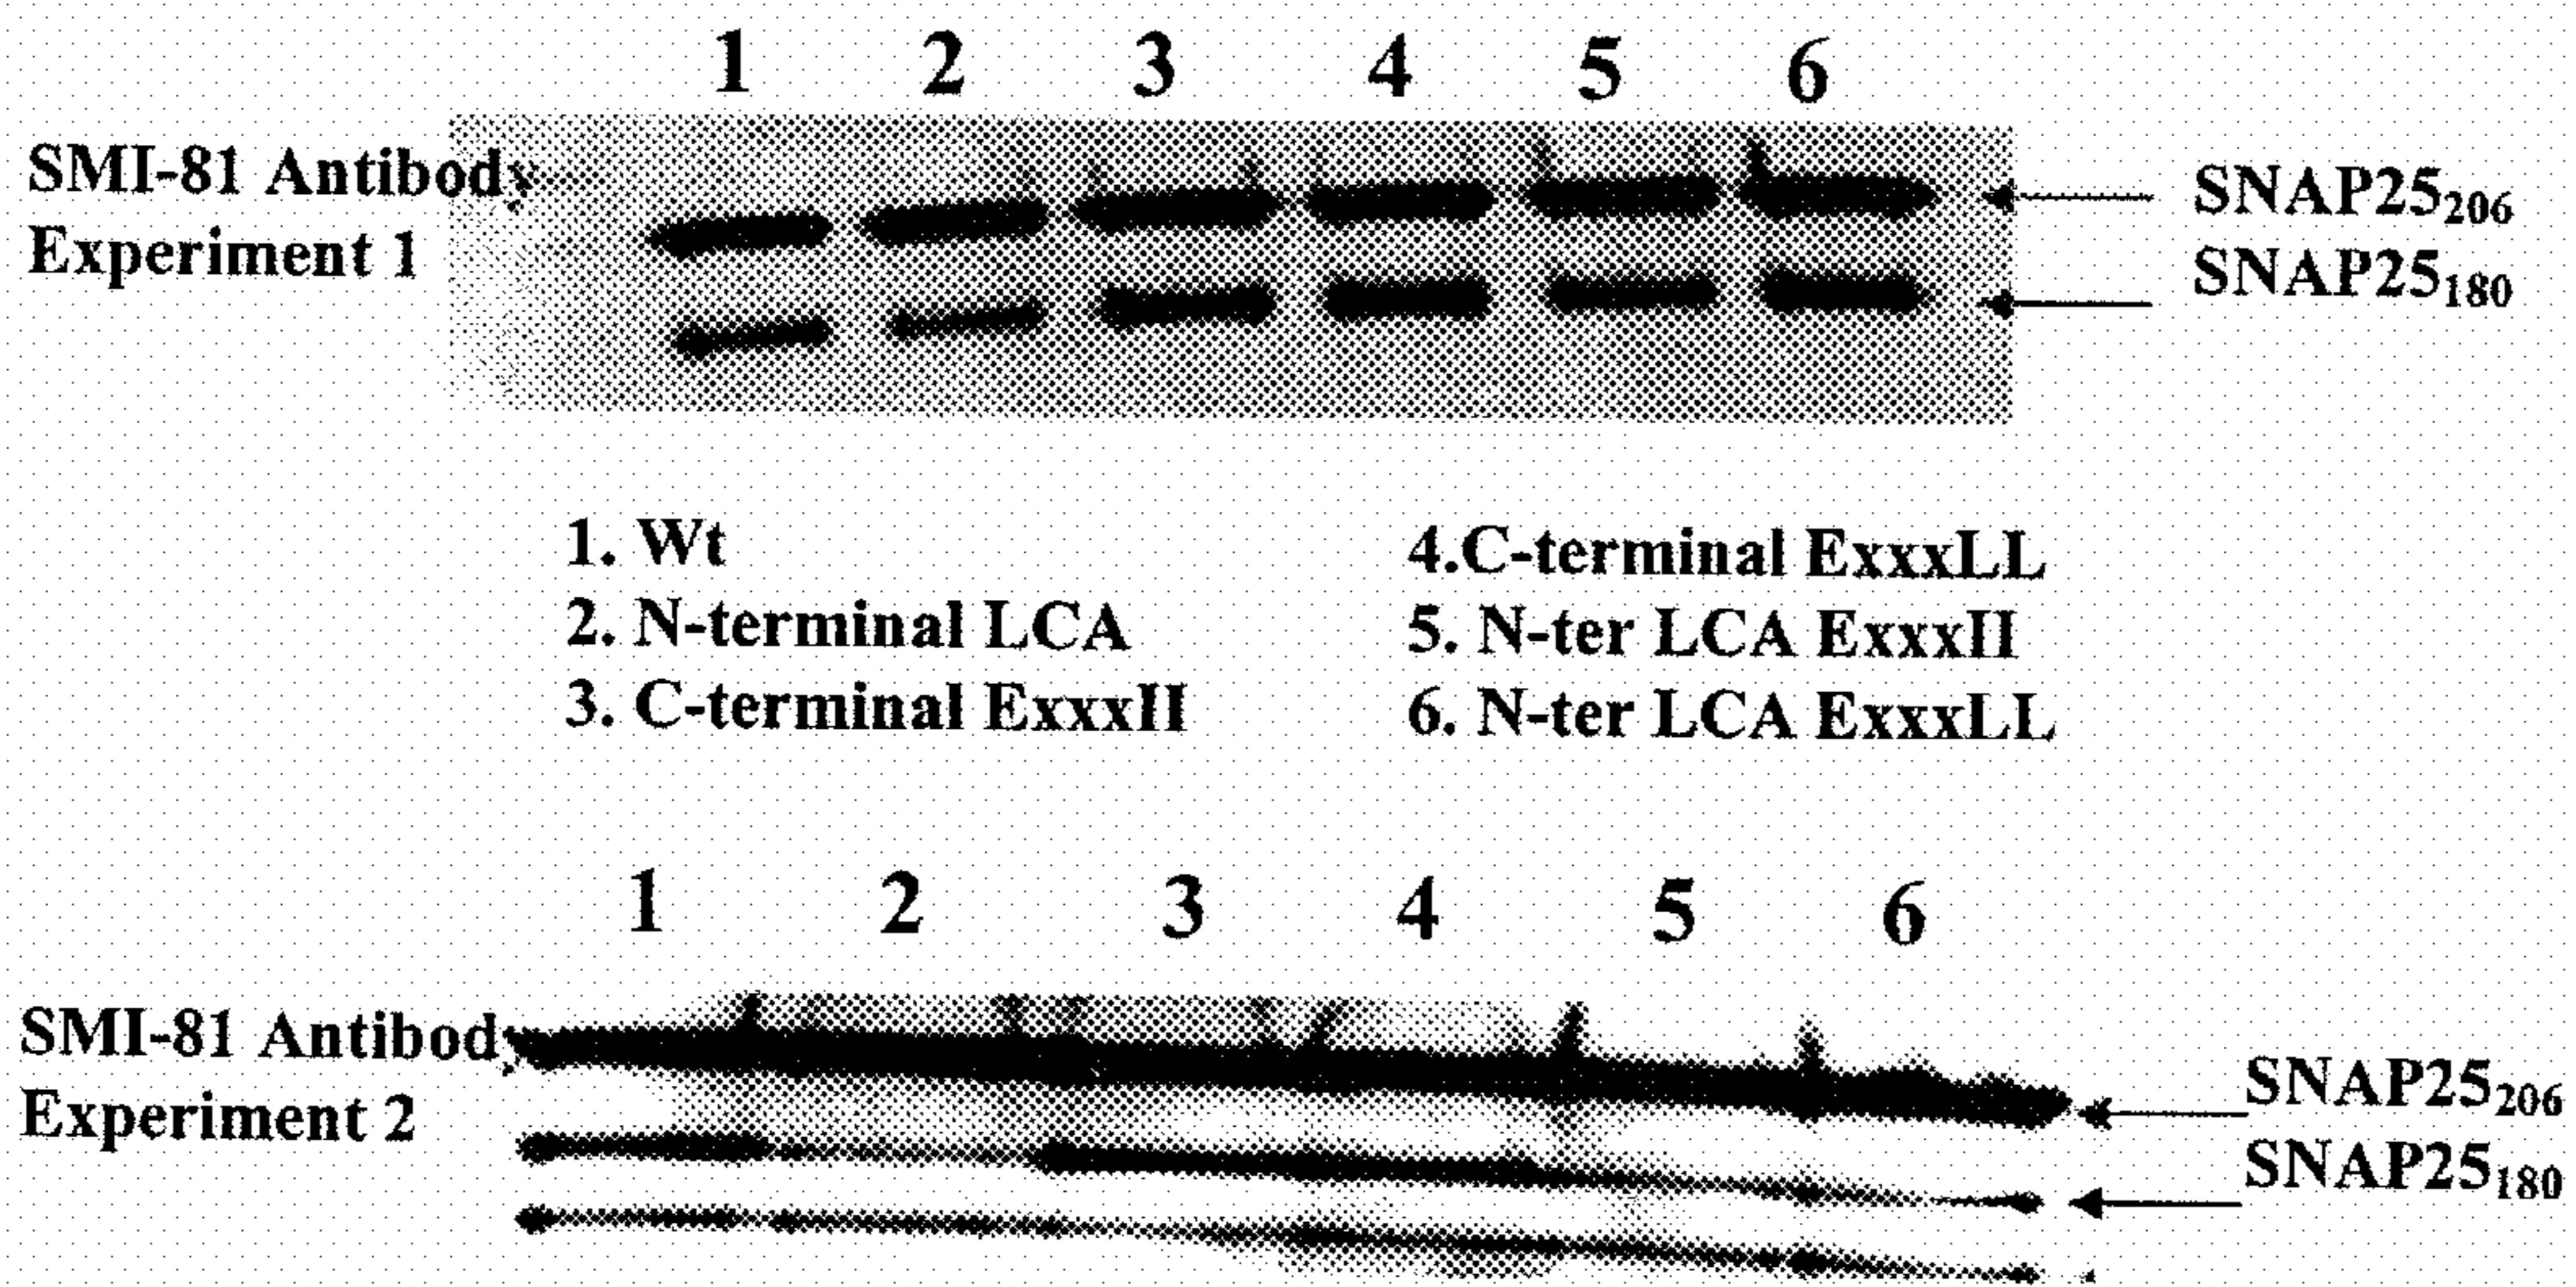 1 2 3 4 5 6
SMI-81 Antibody
Experiment 1
SNAP25₂₀₆
SNAP25₁₈₀
1. Wt
2. N-terminal LCA
3. C-terminal ExxxII
4.C-terminal ExxxLL
5. N-ter LCA ExxxII
6. N-ter LCA ExxxLL
1 2 3 4 5 6
SMI-81 Antibody
Experiment 2
SNAP25₂₀₆
SNAP25₁₈₀